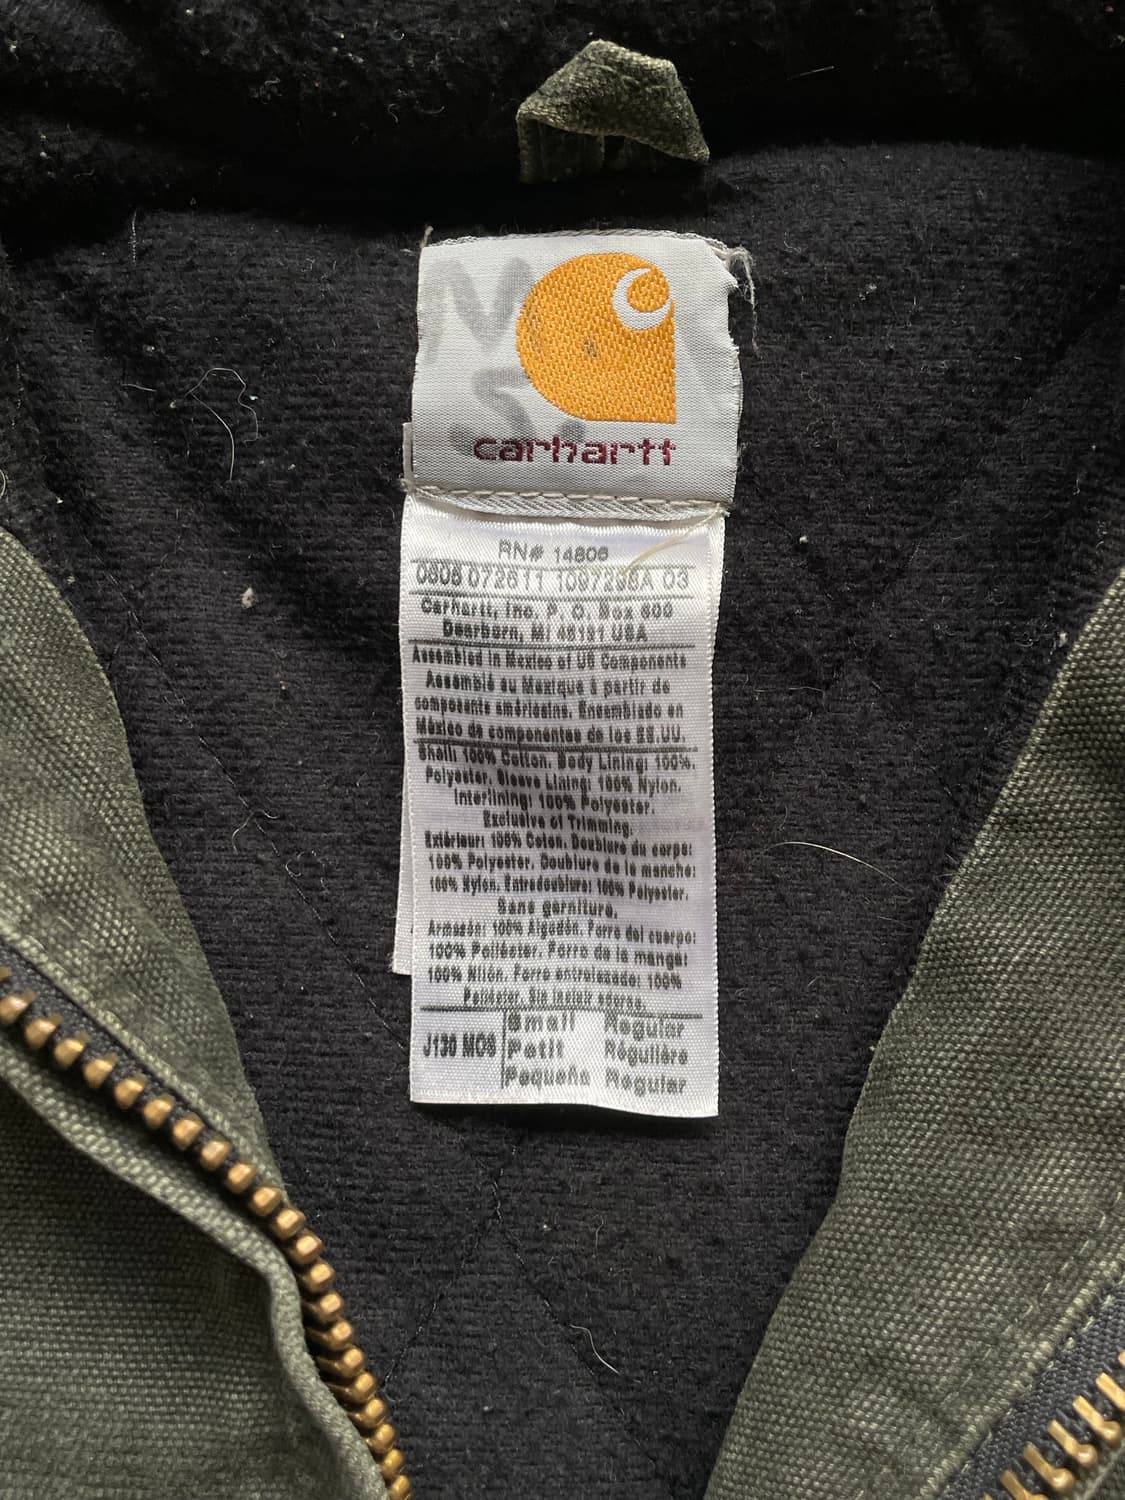 carhartt
RN# 14806
0308 072611 1097298A 03
Carhartt, Inc. P. O. Box 600
Dearborn, MI 48121 USA
Assembled in Mexico of US Components
Assemblé au Mexique à partir de
composants américains. Ensamblado en
México de componentes de los EE.UU.
Shell: 100% Cotton. Body Lining: 100%
Polyester. Sleeve Lining: 100% Nylon.
Interlining: 100% Polyester.
Exclusive of Trimming.
Extérieur: 100% Coton. Doublure du corps:
100% Polyester. Doublure de la manche:
100% Nylon. Entredoublure: 100% Polyester.
Sans garniture.
Armazón: 100% Algodón. Forro del cuerpo:
100% Poliéster. Forro de la manga:
100% Nilón. Forro entrelazado: 100%
Poliéster. Sin incluir adornos.
J130 MOS
Small Regular
Petit Régulière
Pequeña Regular